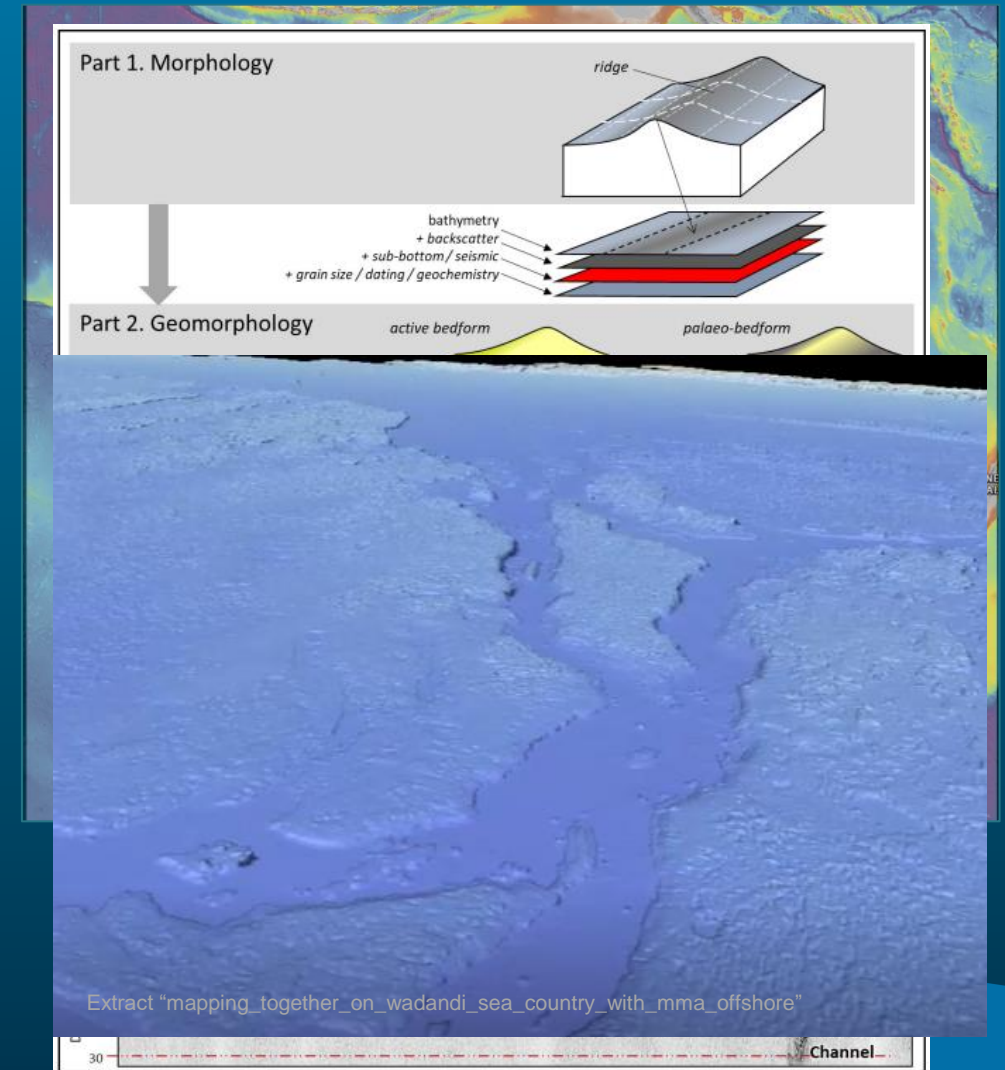 Part 1. Morphology
ridge
bathymetry
+ backscatter
+ sub-bottom / seismic
+ grain size / dating / geochemistry
Part 2. Geomorphology
active bedform
palaeo-bedform
Extract “mapping_together_on_wadandi_sea_country_with_mma_offshore”
30
Channel